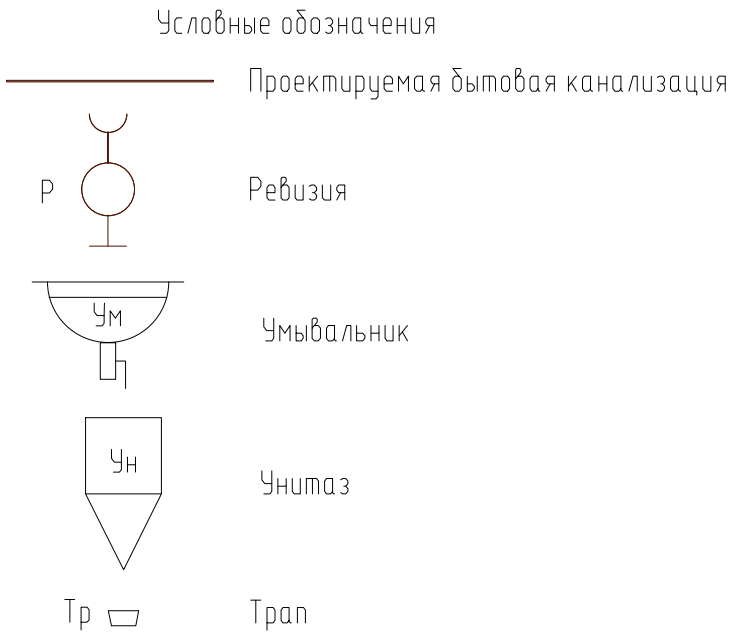 Условные обозначения
Проектируемая бытовая канализация
Р Ревизия
Ум Умывальник
Ун Унитаз
Тр Трап